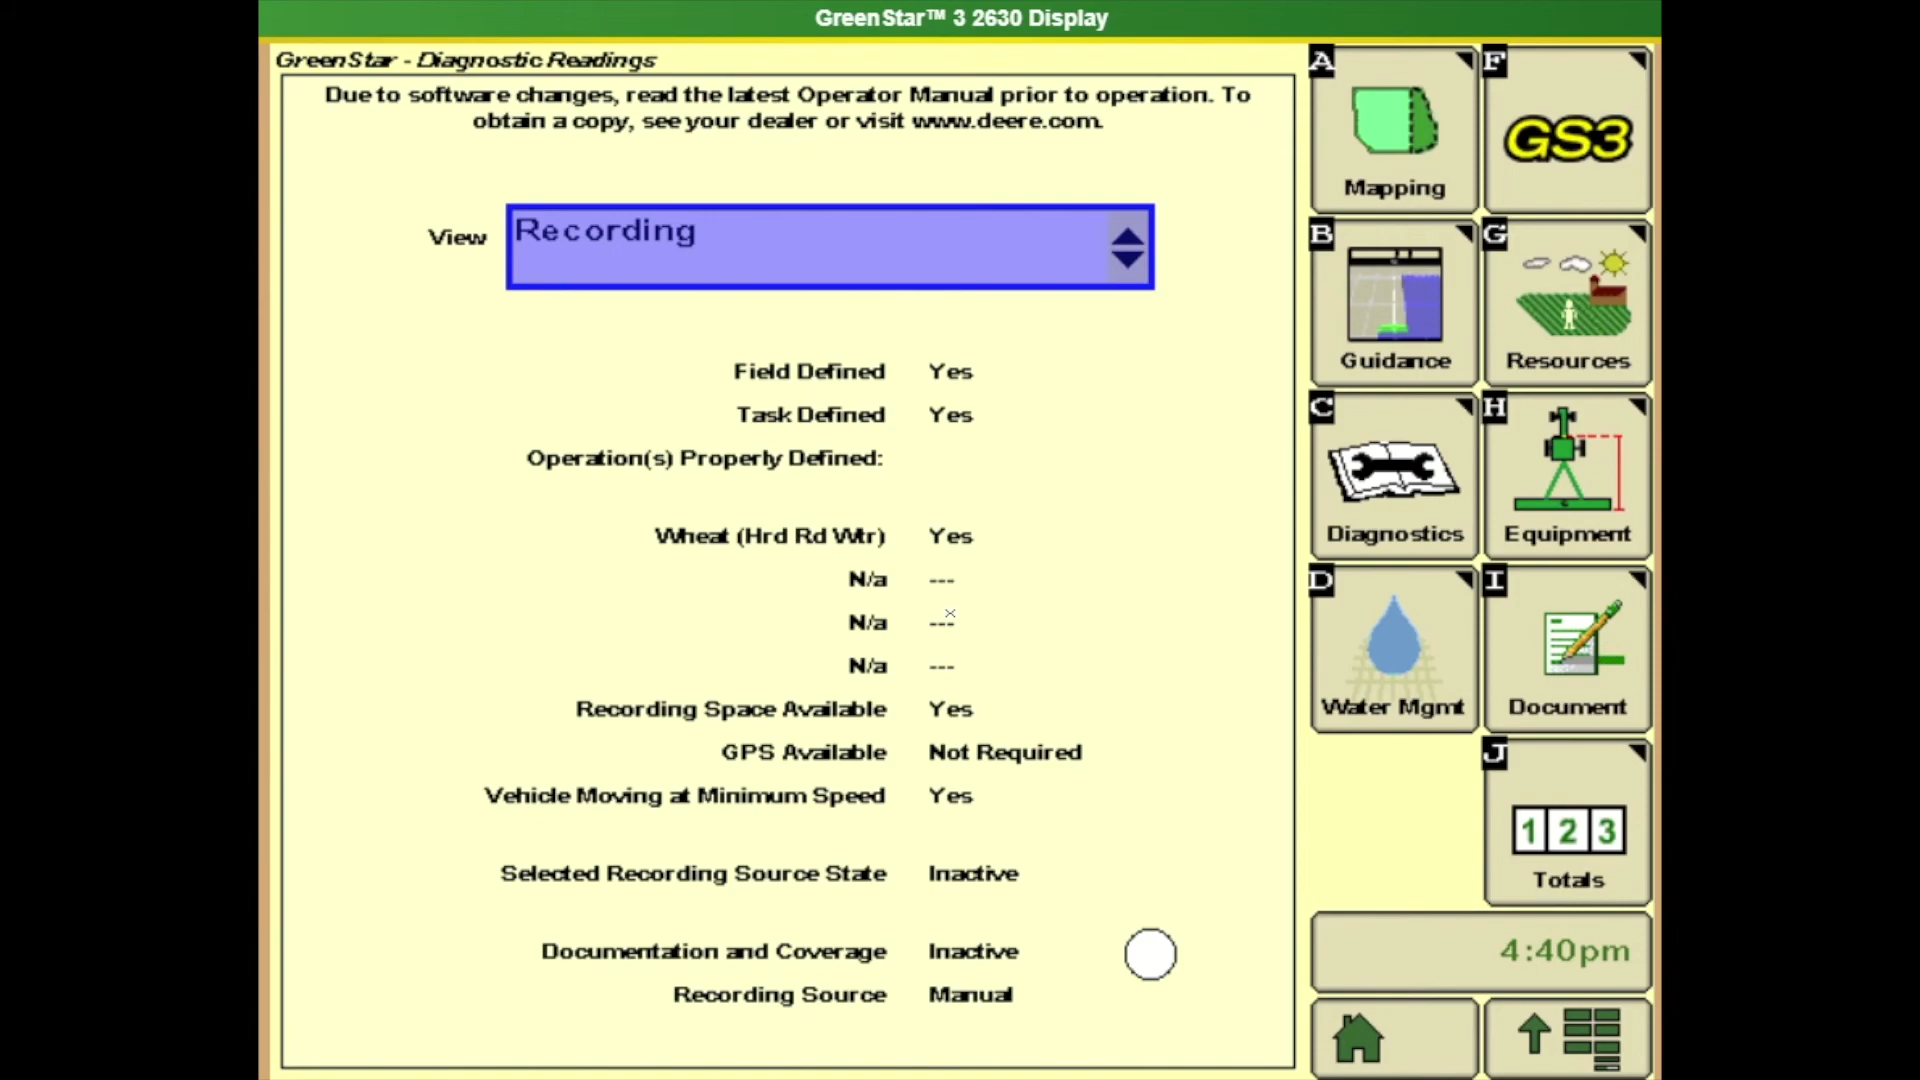 GreenStar™ 3 2630 Display
GreenStar - Diagnostic Readings
Due to software changes, read the latest Operator Manual prior to operation. To
obtain a copy, see your dealer or visit www.deere.com.
View
Recording
Field Defined Yes
Task Defined Yes
Operation(s) Properly Defined:
Wheat (Hrd Rd Wtr) Yes
N/a ---
N/a ---
N/a ---
Recording Space Available Yes
GPS Available Not Required
Vehicle Moving at Minimum Speed Yes
Selected Recording Source State Inactive
Documentation and Coverage Inactive
Recording Source Manual
A
Mapping
F
GS3
B
Guidance
G
Resources
C
Diagnostics
H
Equipment
D
Water Mgmt
I
Document
J
1 2 3
Totals
4:40pm